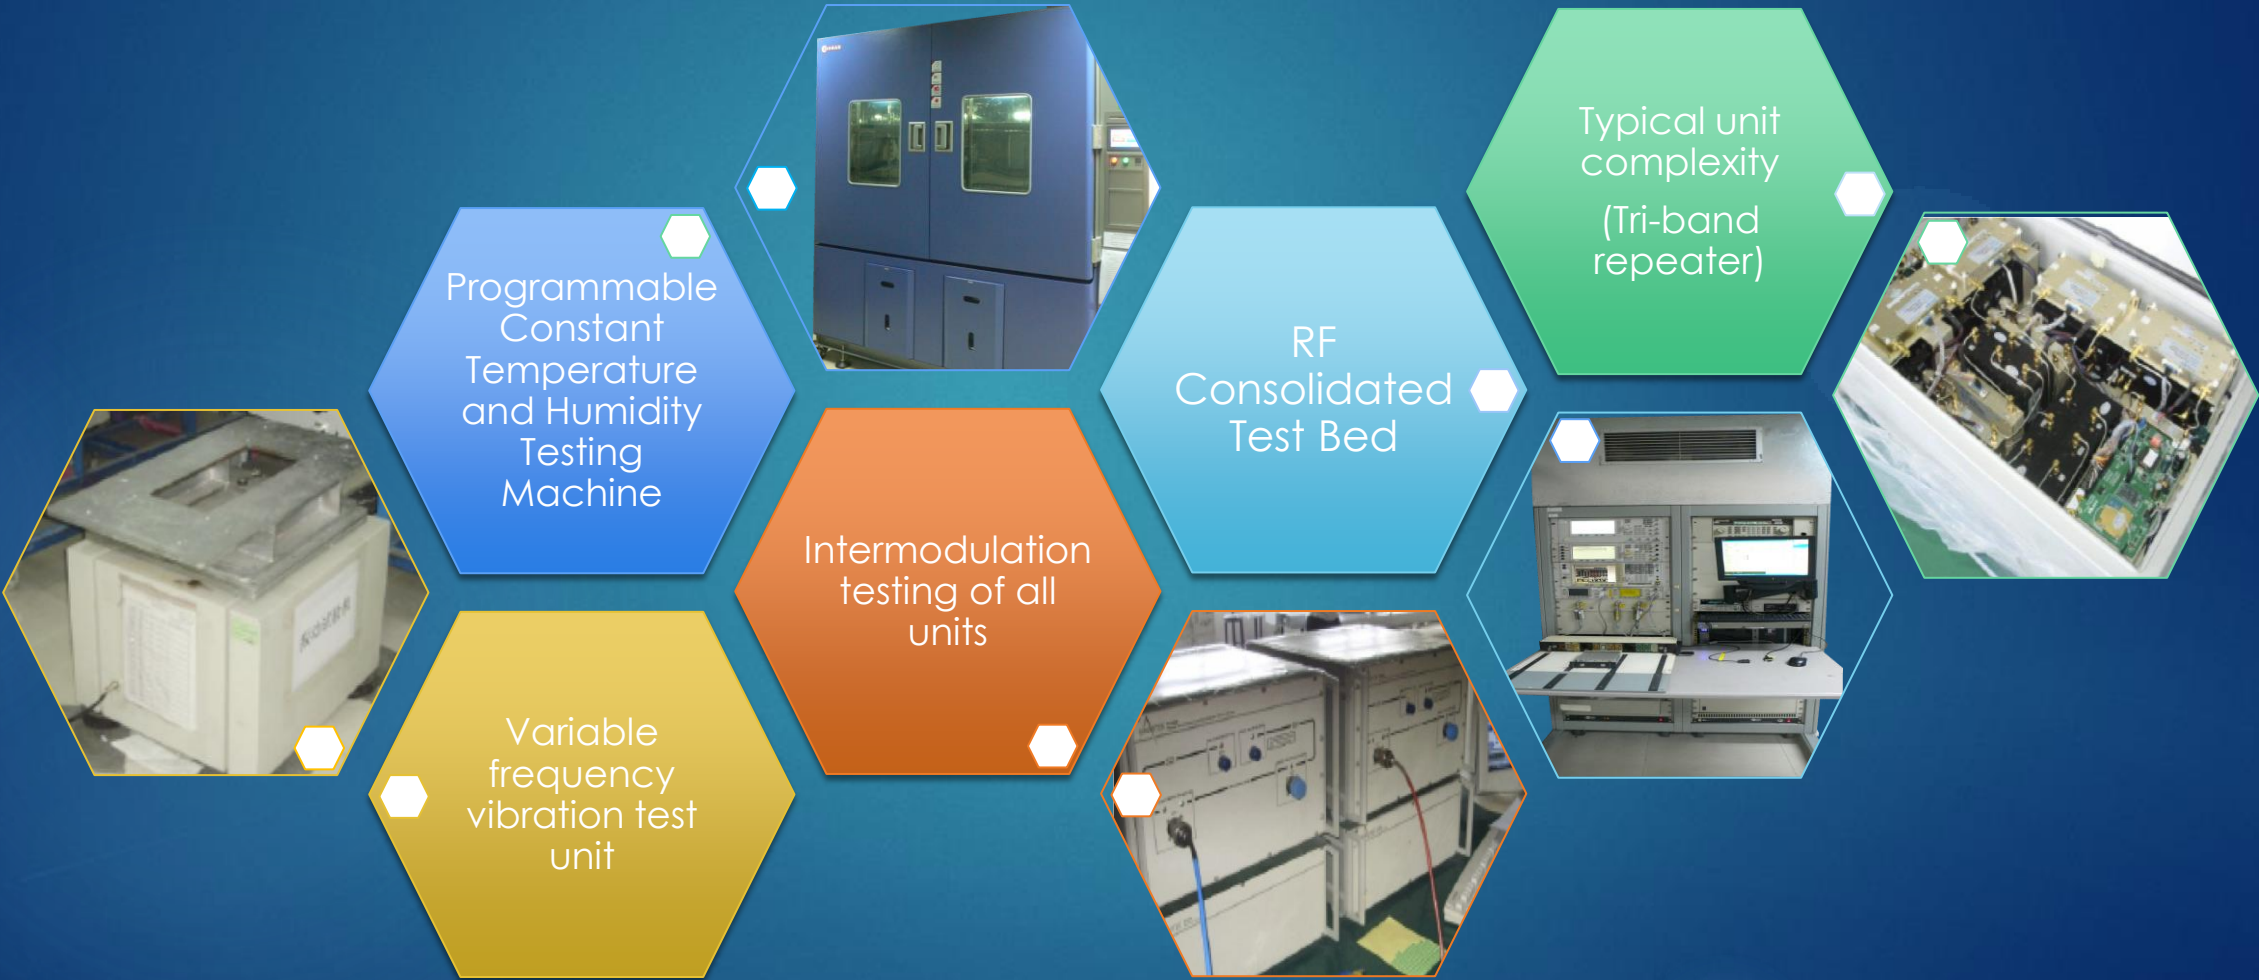 Programmable
Constant
Temperature
and Humidity
Testing
Machine
Variable
frequency
vibration test
unit
Intermodulation
testing of all
units
RF
Consolidated
Test Bed
Typical unit
complexity
(Tri-band
repeater)